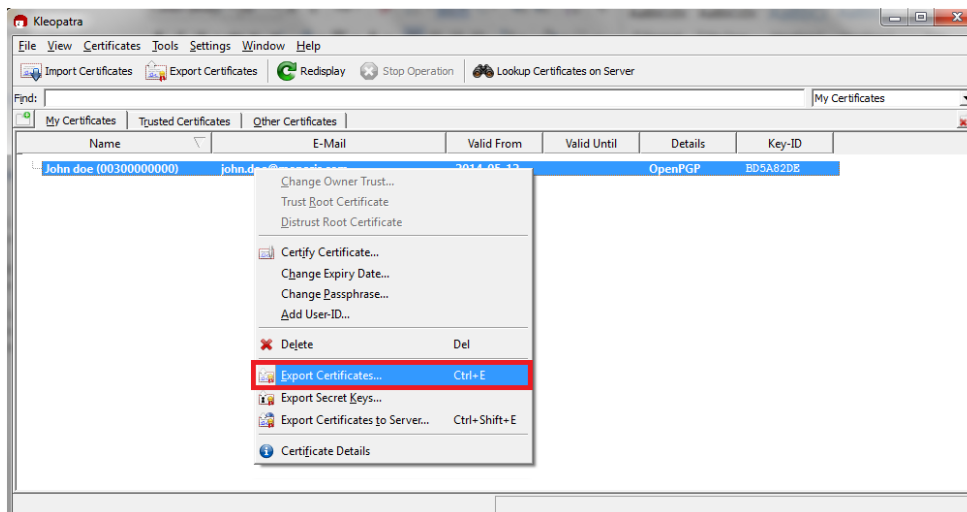 Kleopatra
File View Certificates Tools Settings Window Help
Import Certificates Export Certificates Redisplay Stop Operation Lookup Certificates on Server
Find: My Certificates
My Certificates Trusted Certificates Other Certificates
Name E-Mail Valid From Valid Until Details Key-ID
John doe (00300000000) OpenPGP BD5A82DE
Change Owner Trust...
Trust Root Certificate
Distrust Root Certificate
Certify Certificate...
Change Expiry Date...
Change Passphrase...
Add User-ID...
Delete Del
Export Certificates... Ctrl+E
Export Secret Keys...
Export Certificates to Server... Ctrl+Shift+E
Certificate Details